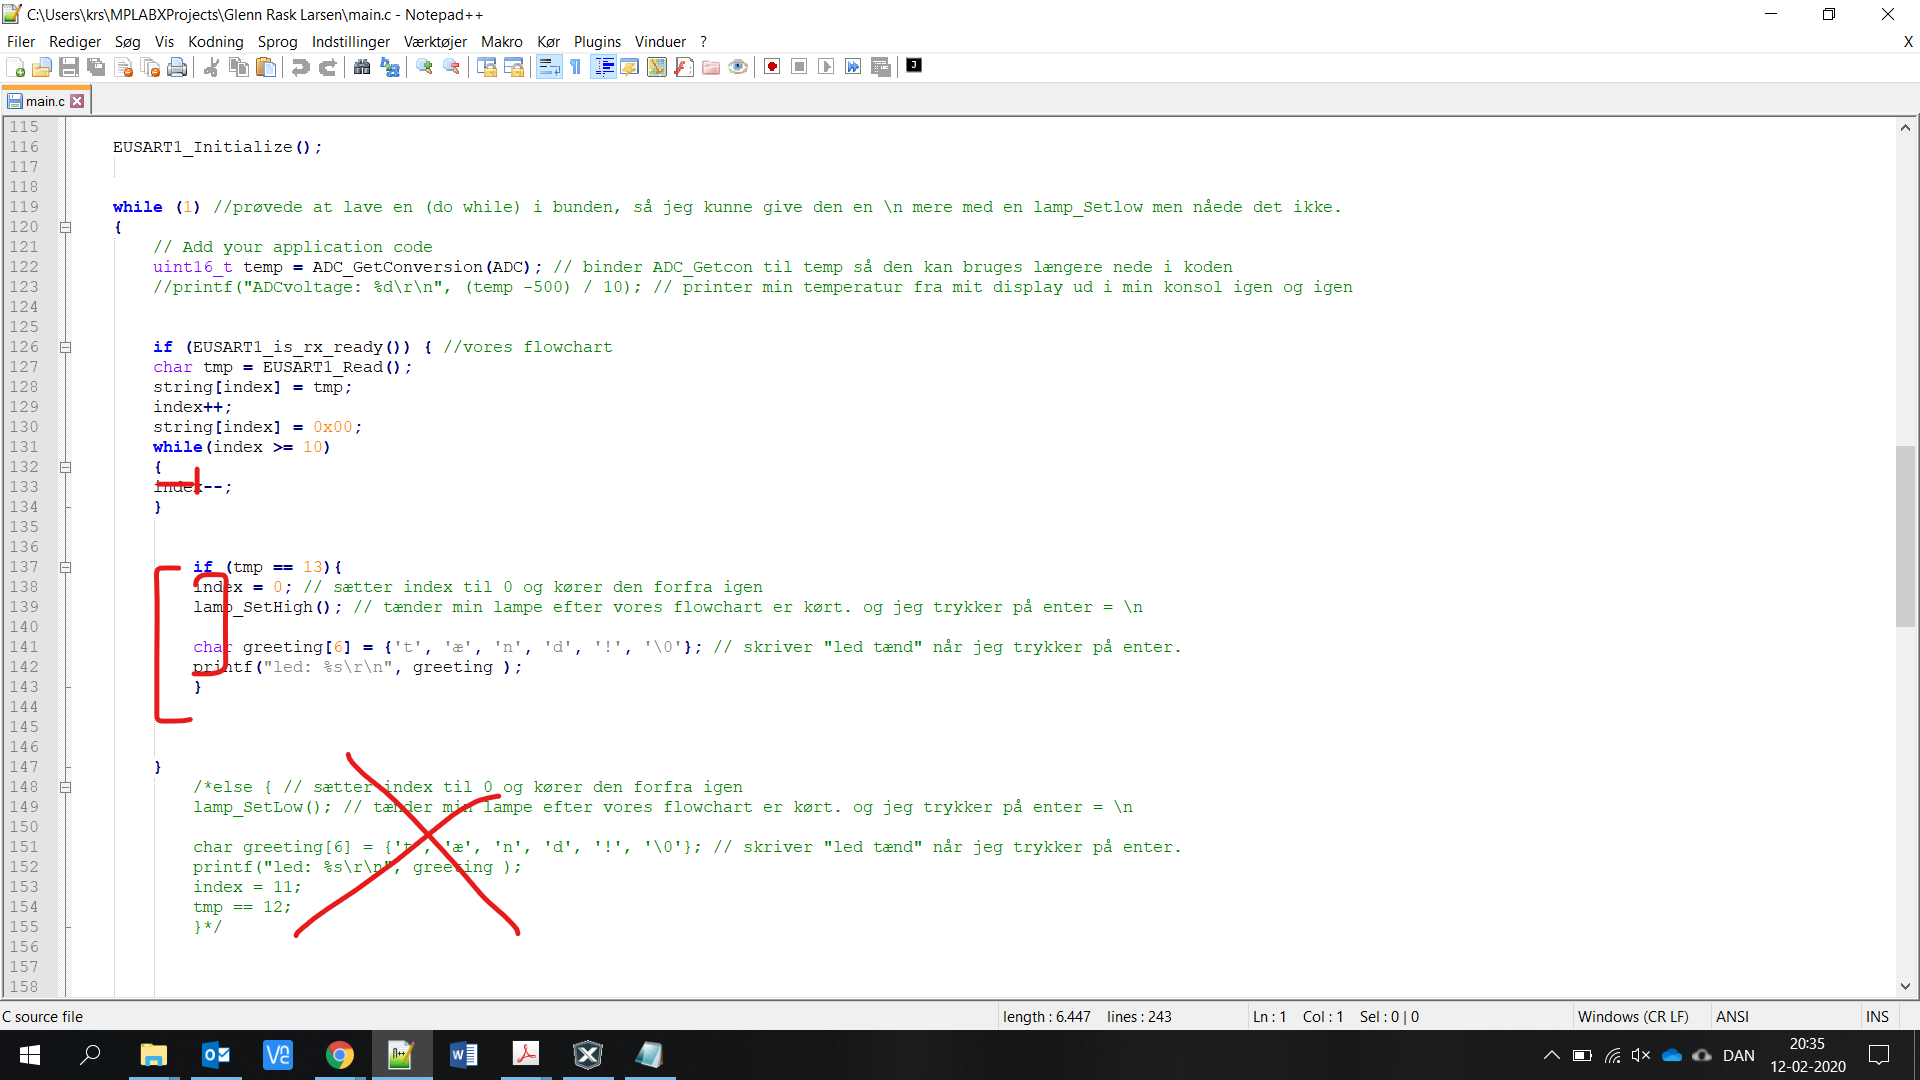 C:\Users\krs\MPLABXProjects\Glenn Rask Larsen\main.c - Notepad++
Filer Rediger Søg Vis Kodning Sprog Indstillinger Værktøjer Makro Kør Plugins Vinduer ? X
main.c
115
116 EUSART1_Initialize();
117
118
119 while (1) //prøvede at lave en (do while) i bunden, så jeg kunne give den en \n mere med en lamp_Setlow men nåede det ikke.
120 {
121 // Add your application code
122 uint16_t temp = ADC_GetConversion(ADC); // binder ADC_Getcon til temp så den kan bruges længere nede i koden
123 //printf("ADCvoltage: %d\r\n", (temp -500) / 10); // printer min temperatur fra mit display ud i min konsol igen og igen
124
125
126 if (EUSART1_is_rx_ready()) { //vores flowchart
127 char tmp = EUSART1_Read();
128 string[index] = tmp;
129 index++;
130 string[index] = 0x00;
131 while(index >= 10)
132 {
133 index--;
134 }
135
136
137 if (tmp == 13){
138 index = 0; // sætter index til 0 og kører den forfra igen
139 lamp_SetHigh(); // tænder min lampe efter vores flowchart er kørt. og jeg trykker på enter = \n
140
141 char greeting[6] = {'t', 'æ', 'n', 'd', '!', '\0'}; // skriver "led tænd" når jeg trykker på enter.
142 printf("led: %s\r\n", greeting );
143 }
144
145
146
147 }
148 /*else { // sætter index til 0 og kører den forfra igen
149 lamp_SetLow(); // tænder min lampe efter vores flowchart er kørt. og jeg trykker på enter = \n
150
151 char greeting[6] = {'t', 'æ', 'n', 'd', '!', '\0'}; // skriver "led tænd" når jeg trykker på enter.
152 printf("led: %s\r\n", greeting );
153 index = 11;
154 tmp == 12;
155 }*/
156
157
158
C source file length : 6.447 lines : 243 Ln : 1 Col : 1 Sel : 0 | 0 Windows (CR LF) ANSI INS
DAN
20:35
12-02-2020